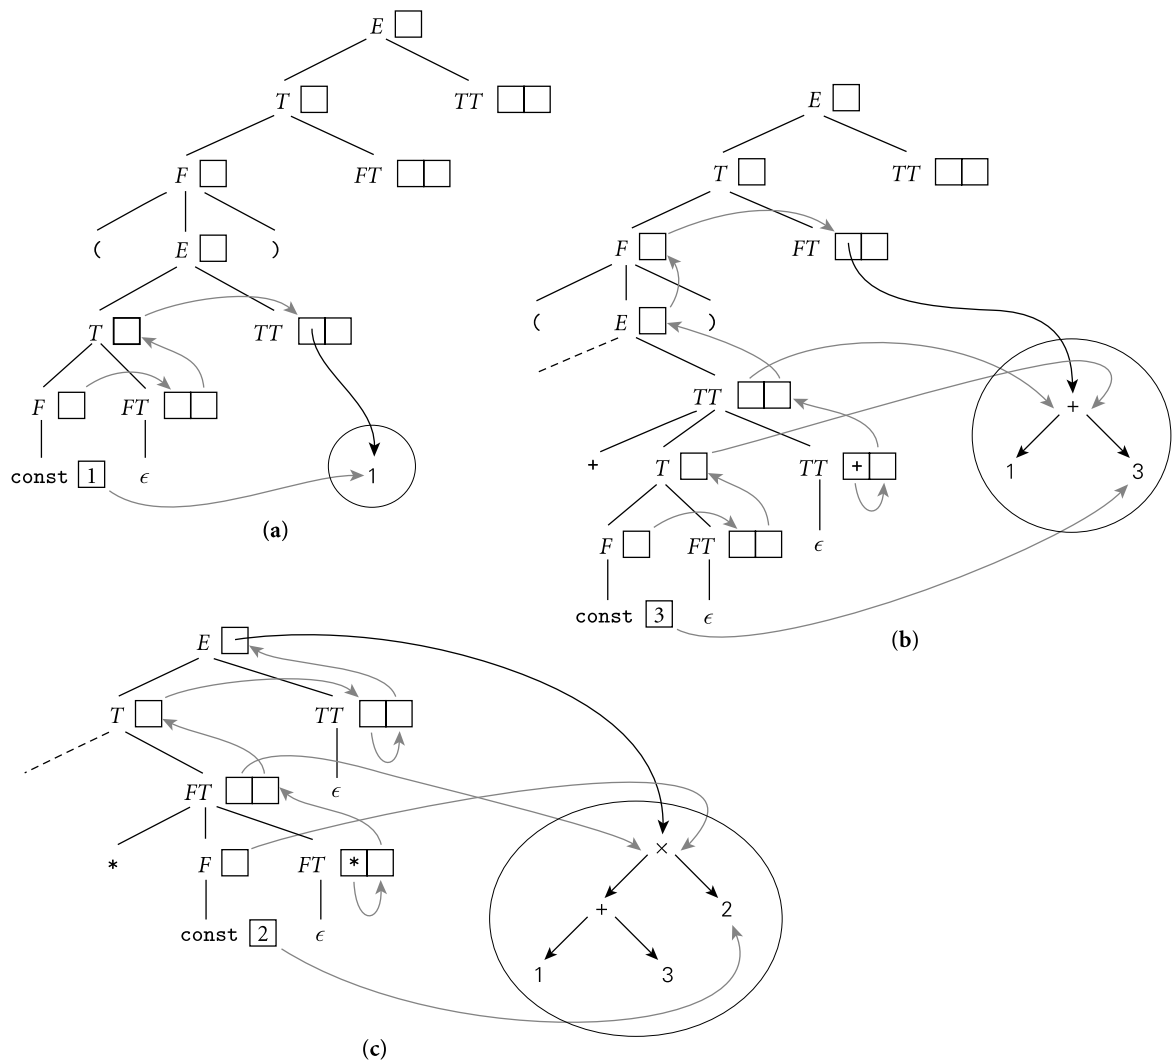 E
T TT
F FT
( E )
T TT
F FT
const 1 ϵ 1
(a)
E
T TT
F FT
( E )
TT
+
+ T TT +
1 3
F FT ϵ
const 3 ϵ
(b)
E
T TT
FT ϵ
×
* F FT *
+ 2
const 2 ϵ
1 3
(c)